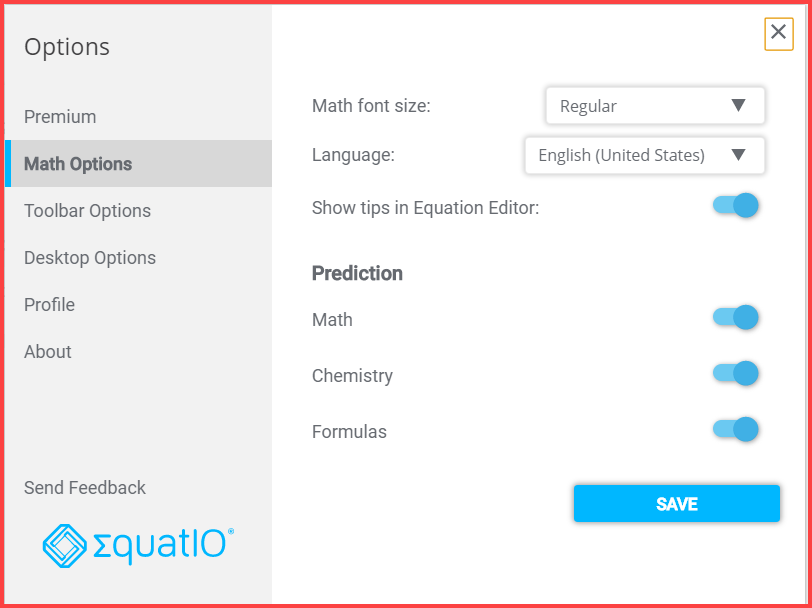 Options
Premium
Math Options
Toolbar Options
Desktop Options
Profile
About
Send Feedback
ΣquatIO®
Math font size: Regular
Language: English (United States)
Show tips in Equation Editor:
Prediction
Math
Chemistry
Formulas
SAVE